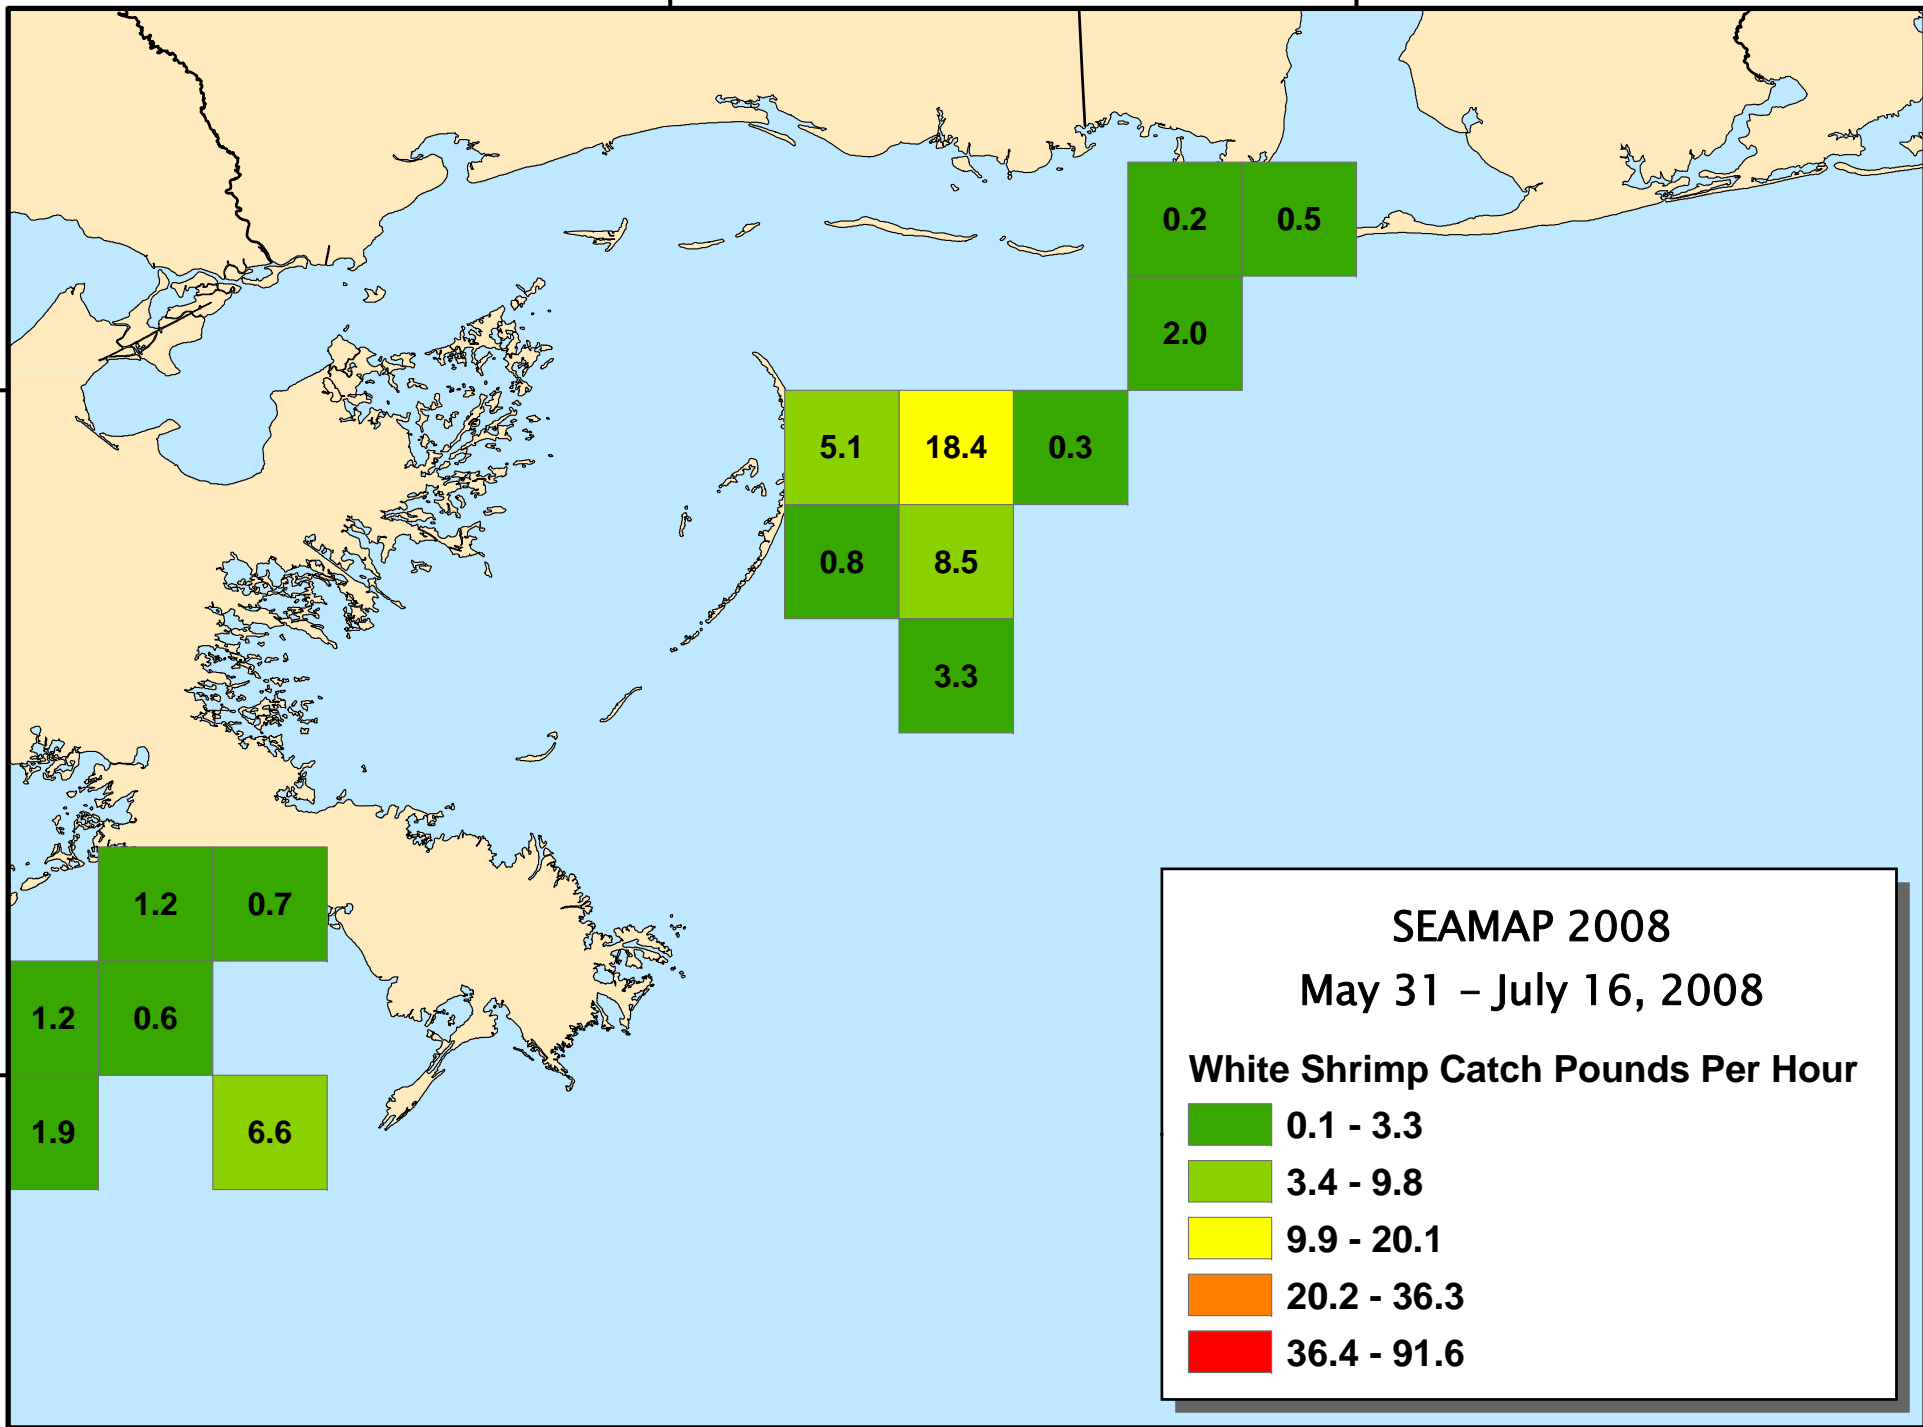 0.2 0.5
2.0
5.1 18.4 0.3
0.8 8.5
3.3
1.2 0.7
1.2 0.6
1.9 6.6
SEAMAP 2008
May 31 – July 16, 2008
White Shrimp Catch Pounds Per Hour
0.1 - 3.3
3.4 - 9.8
9.9 - 20.1
20.2 - 36.3
36.4 - 91.6